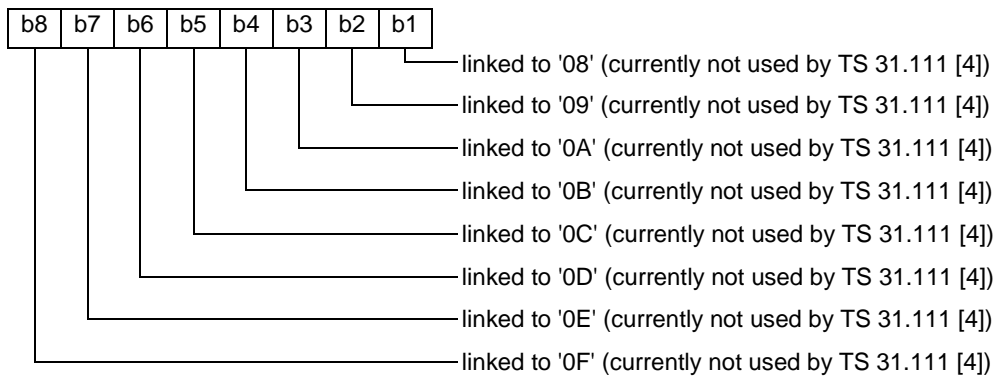 b8 b7 b6 b5 b4 b3 b2 b1
linked to '08' (currently not used by TS 31.111 [4])
linked to '09' (currently not used by TS 31.111 [4])
linked to '0A' (currently not used by TS 31.111 [4])
linked to '0B' (currently not used by TS 31.111 [4])
linked to '0C' (currently not used by TS 31.111 [4])
linked to '0D' (currently not used by TS 31.111 [4])
linked to '0E' (currently not used by TS 31.111 [4])
linked to '0F' (currently not used by TS 31.111 [4])